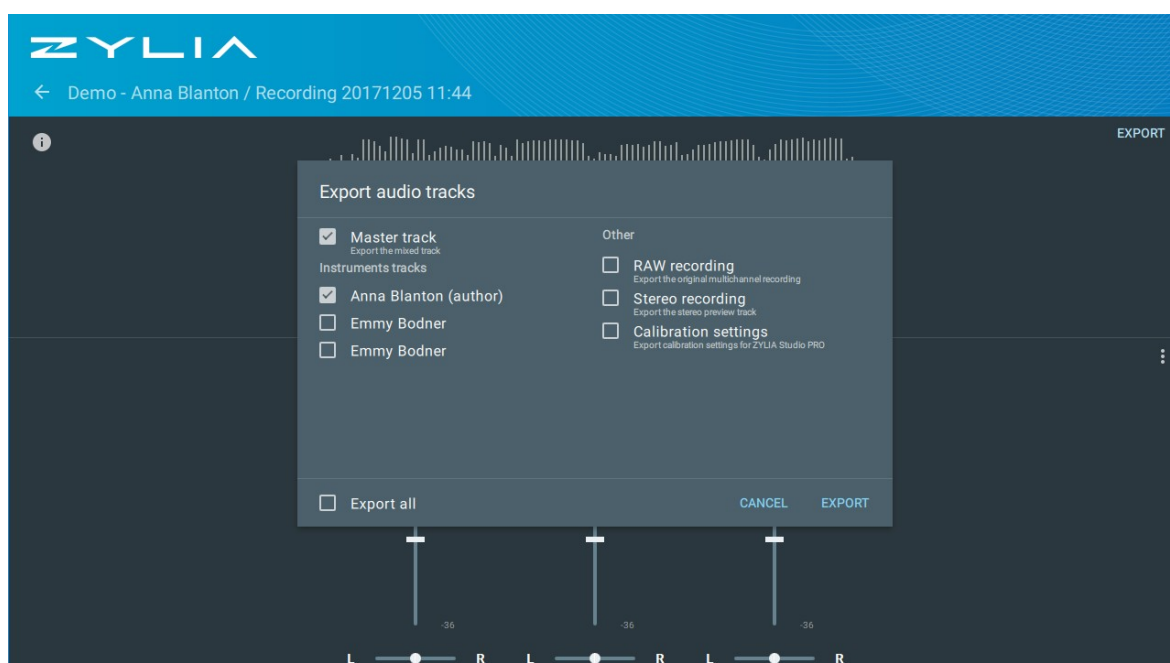 ZYLIA
Demo - Anna Blanton / Recording 20171205 11:44
EXPORT
Export audio tracks
Master track
Export the mixed track
Instruments tracks
Anna Blanton (author)
Emmy Bodner
Emmy Bodner
Other
RAW recording
Export the original multichannel recording
Stereo recording
Export the stereo preview track
Calibration settings
Export calibration settings for ZYLIA Studio PRO
Export all
CANCEL EXPORT
-36 -36 -36
L R L R L R